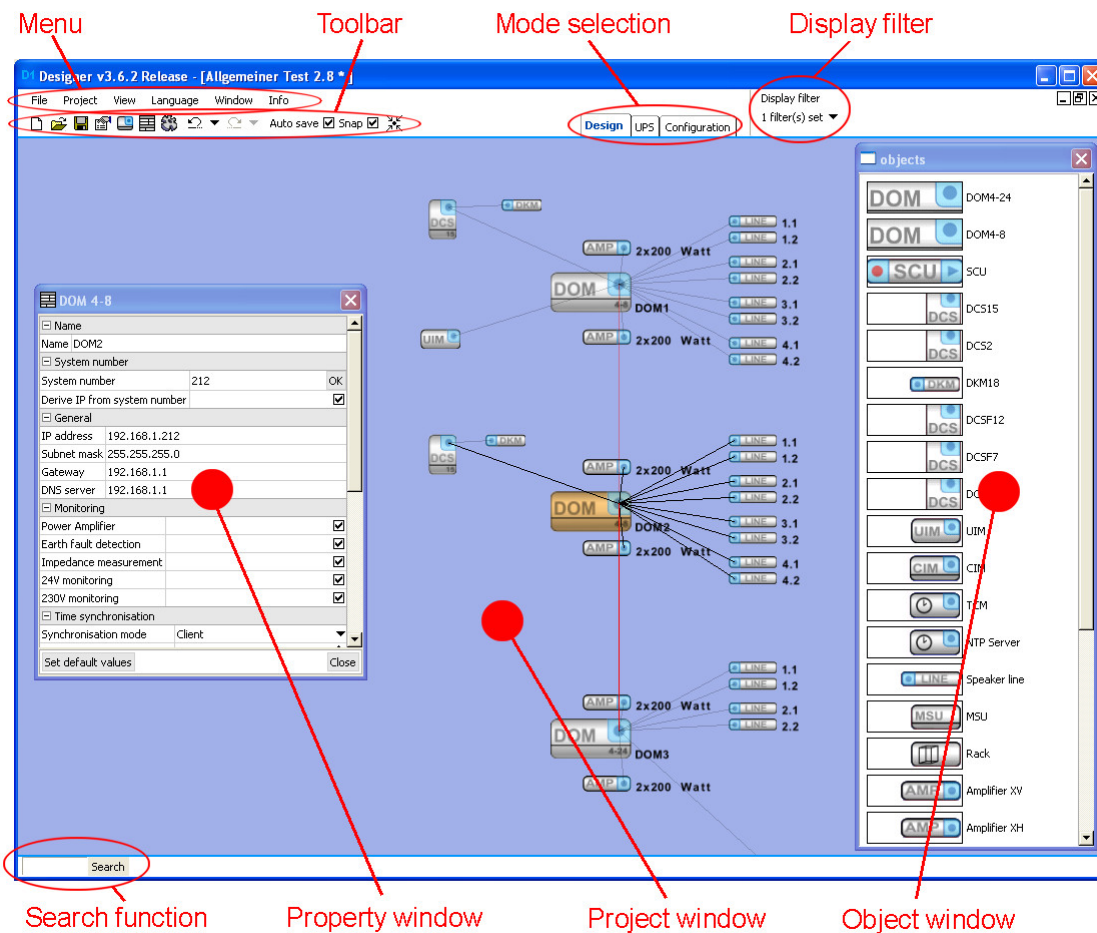 Menu
Toolbar
Mode selection
Display filter
Designer v3.6.2 Release - [Allgemeiner Test 2.8 *]
File Project View Language Window Info
Auto save Snap
Design UPS Configuration
Display filter
1 filter(s) set
objects
DOM DOM4-24
DOM DOM4-8
SCU SCU
DCS DCS15
DCS DCS2
DKM DKM18
DCS DCSF12
DCS DCSF7
DCS
UIM UIM
CIM CIM
TCM
NTP Server
LINE Speaker line
MSU MSU
Rack
AMP Amplifier XV
AMP Amplifier XH
DCS
15
DKM
UIM
AMP 2x200 Watt
DOM
4-8 DOM1
AMP 2x200 Watt
LINE 1.1
LINE 1.2
LINE 2.1
LINE 2.2
LINE 3.1
LINE 3.2
LINE 4.1
LINE 4.2
DOM 4-8
Name
Name DOM2
System number
System number 212 OK
Derive IP from system number
General
IP address 192.168.1.212
Subnet mask 255.255.255.0
Gateway 192.168.1.1
DNS server 192.168.1.1
Monitoring
Power Amplifier
Earth fault detection
Impedance measurement
24V monitoring
230V monitoring
Time synchronisation
Synchronisation mode Client
Set default values Close
DCS
15
DKM
AMP 2x200 Watt
DOM
4-8 DOM2
AMP 2x200 Watt
LINE 1.1
LINE 1.2
LINE 2.1
LINE 2.2
LINE 3.1
LINE 3.2
LINE 4.1
LINE 4.2
AMP 2x200 Watt
DOM
4-24 DOM3
AMP 2x200 Watt
LINE 1.1
LINE 1.2
LINE 2.1
LINE 2.2
Search
Search function
Property window
Project window
Object window